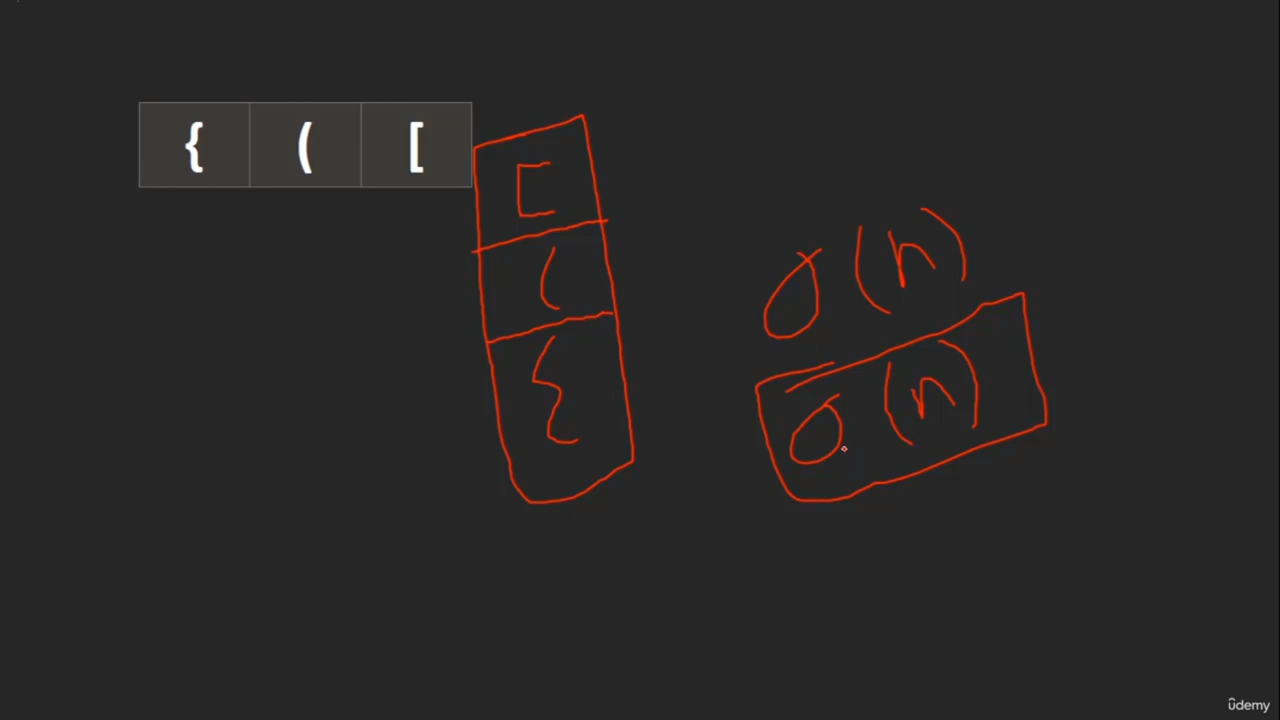 { ( [
[
(
{
O(n)
O(n)
ûdemy